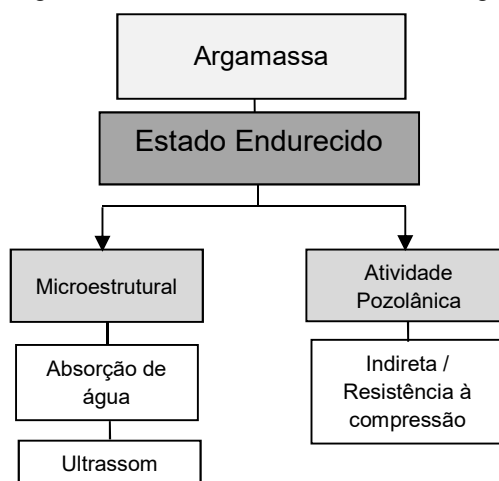 Argamassa
Estado Endurecido
Microestrutural
Absorção de
água
Ultrassom
Atividade
Pozolânica
Indireta /
Resistência à
compressão